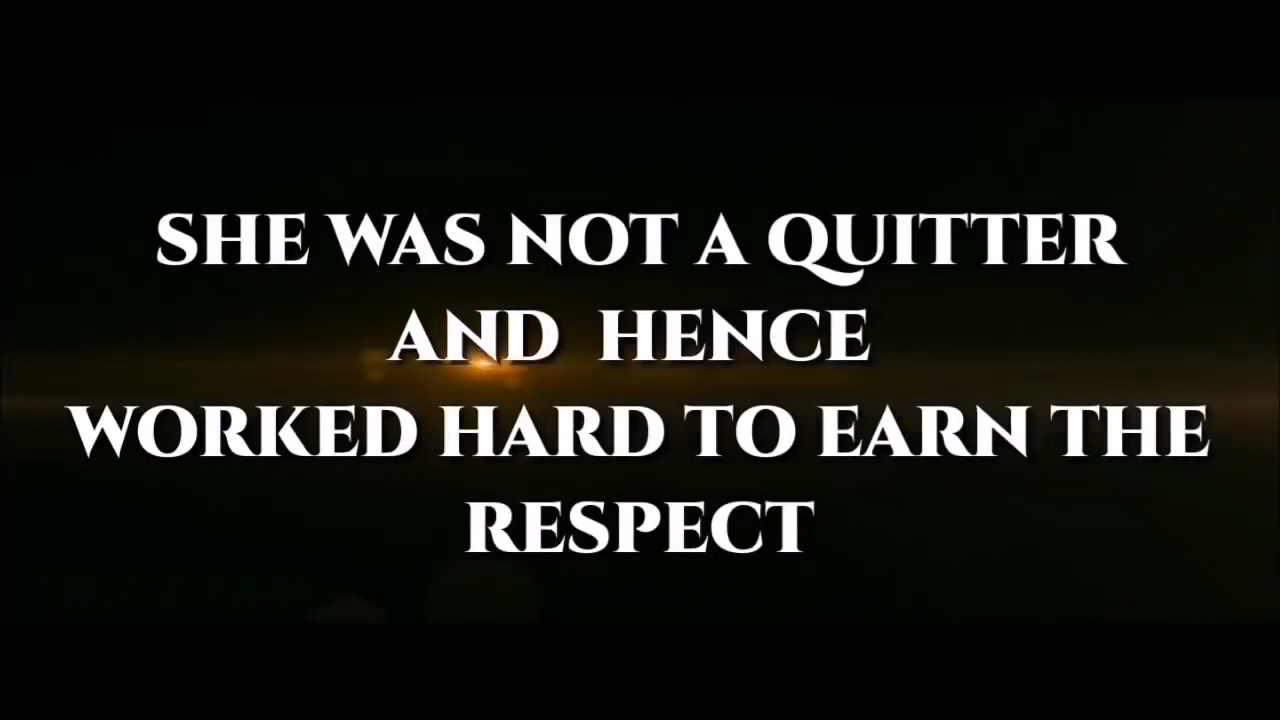 SHE WAS NOT A QUITTER
AND HENCE
WORKED HARD TO EARN THE
RESPECT